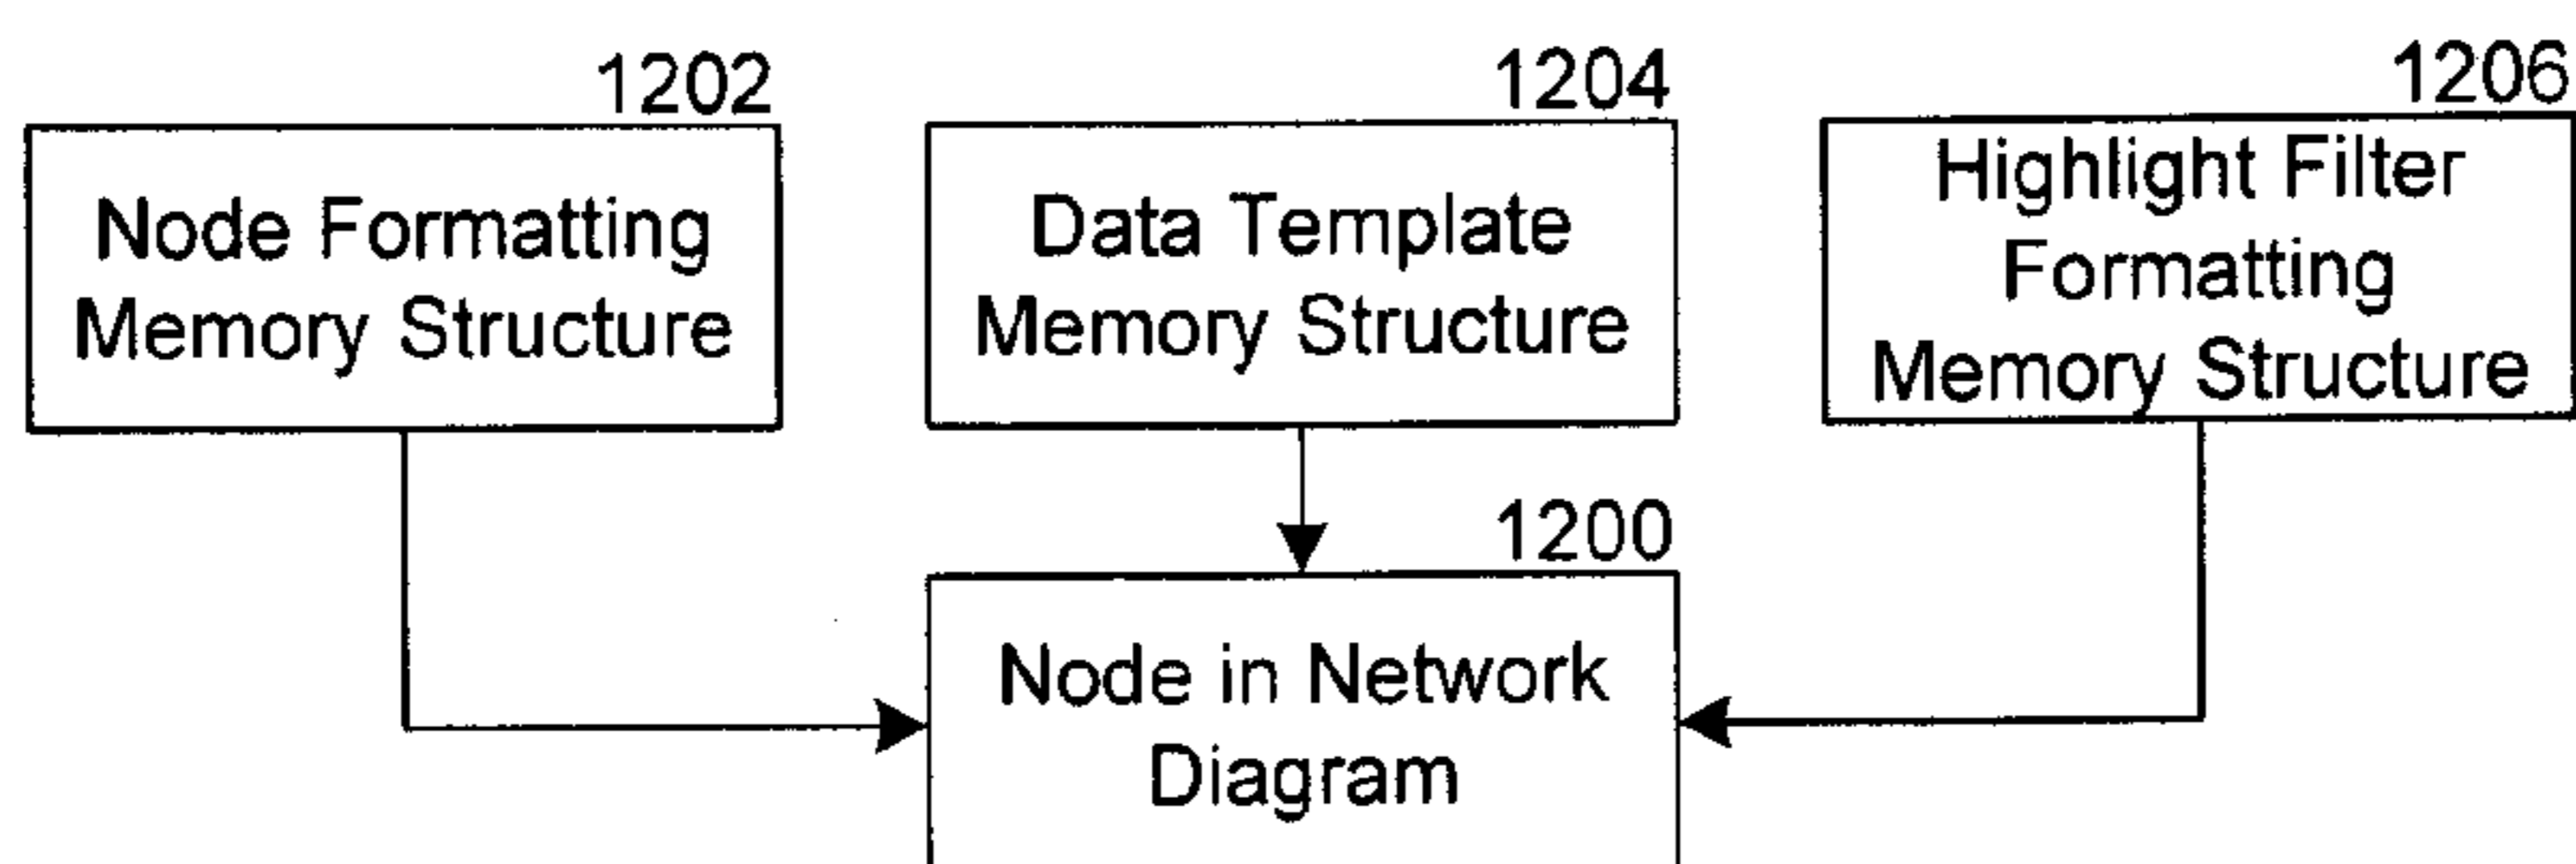 1202
Node Formatting
Memory Structure
1204
Data Template
Memory Structure
1206
Highlight Filter
Formatting
Memory Structure
1200
Node in Network
Diagram